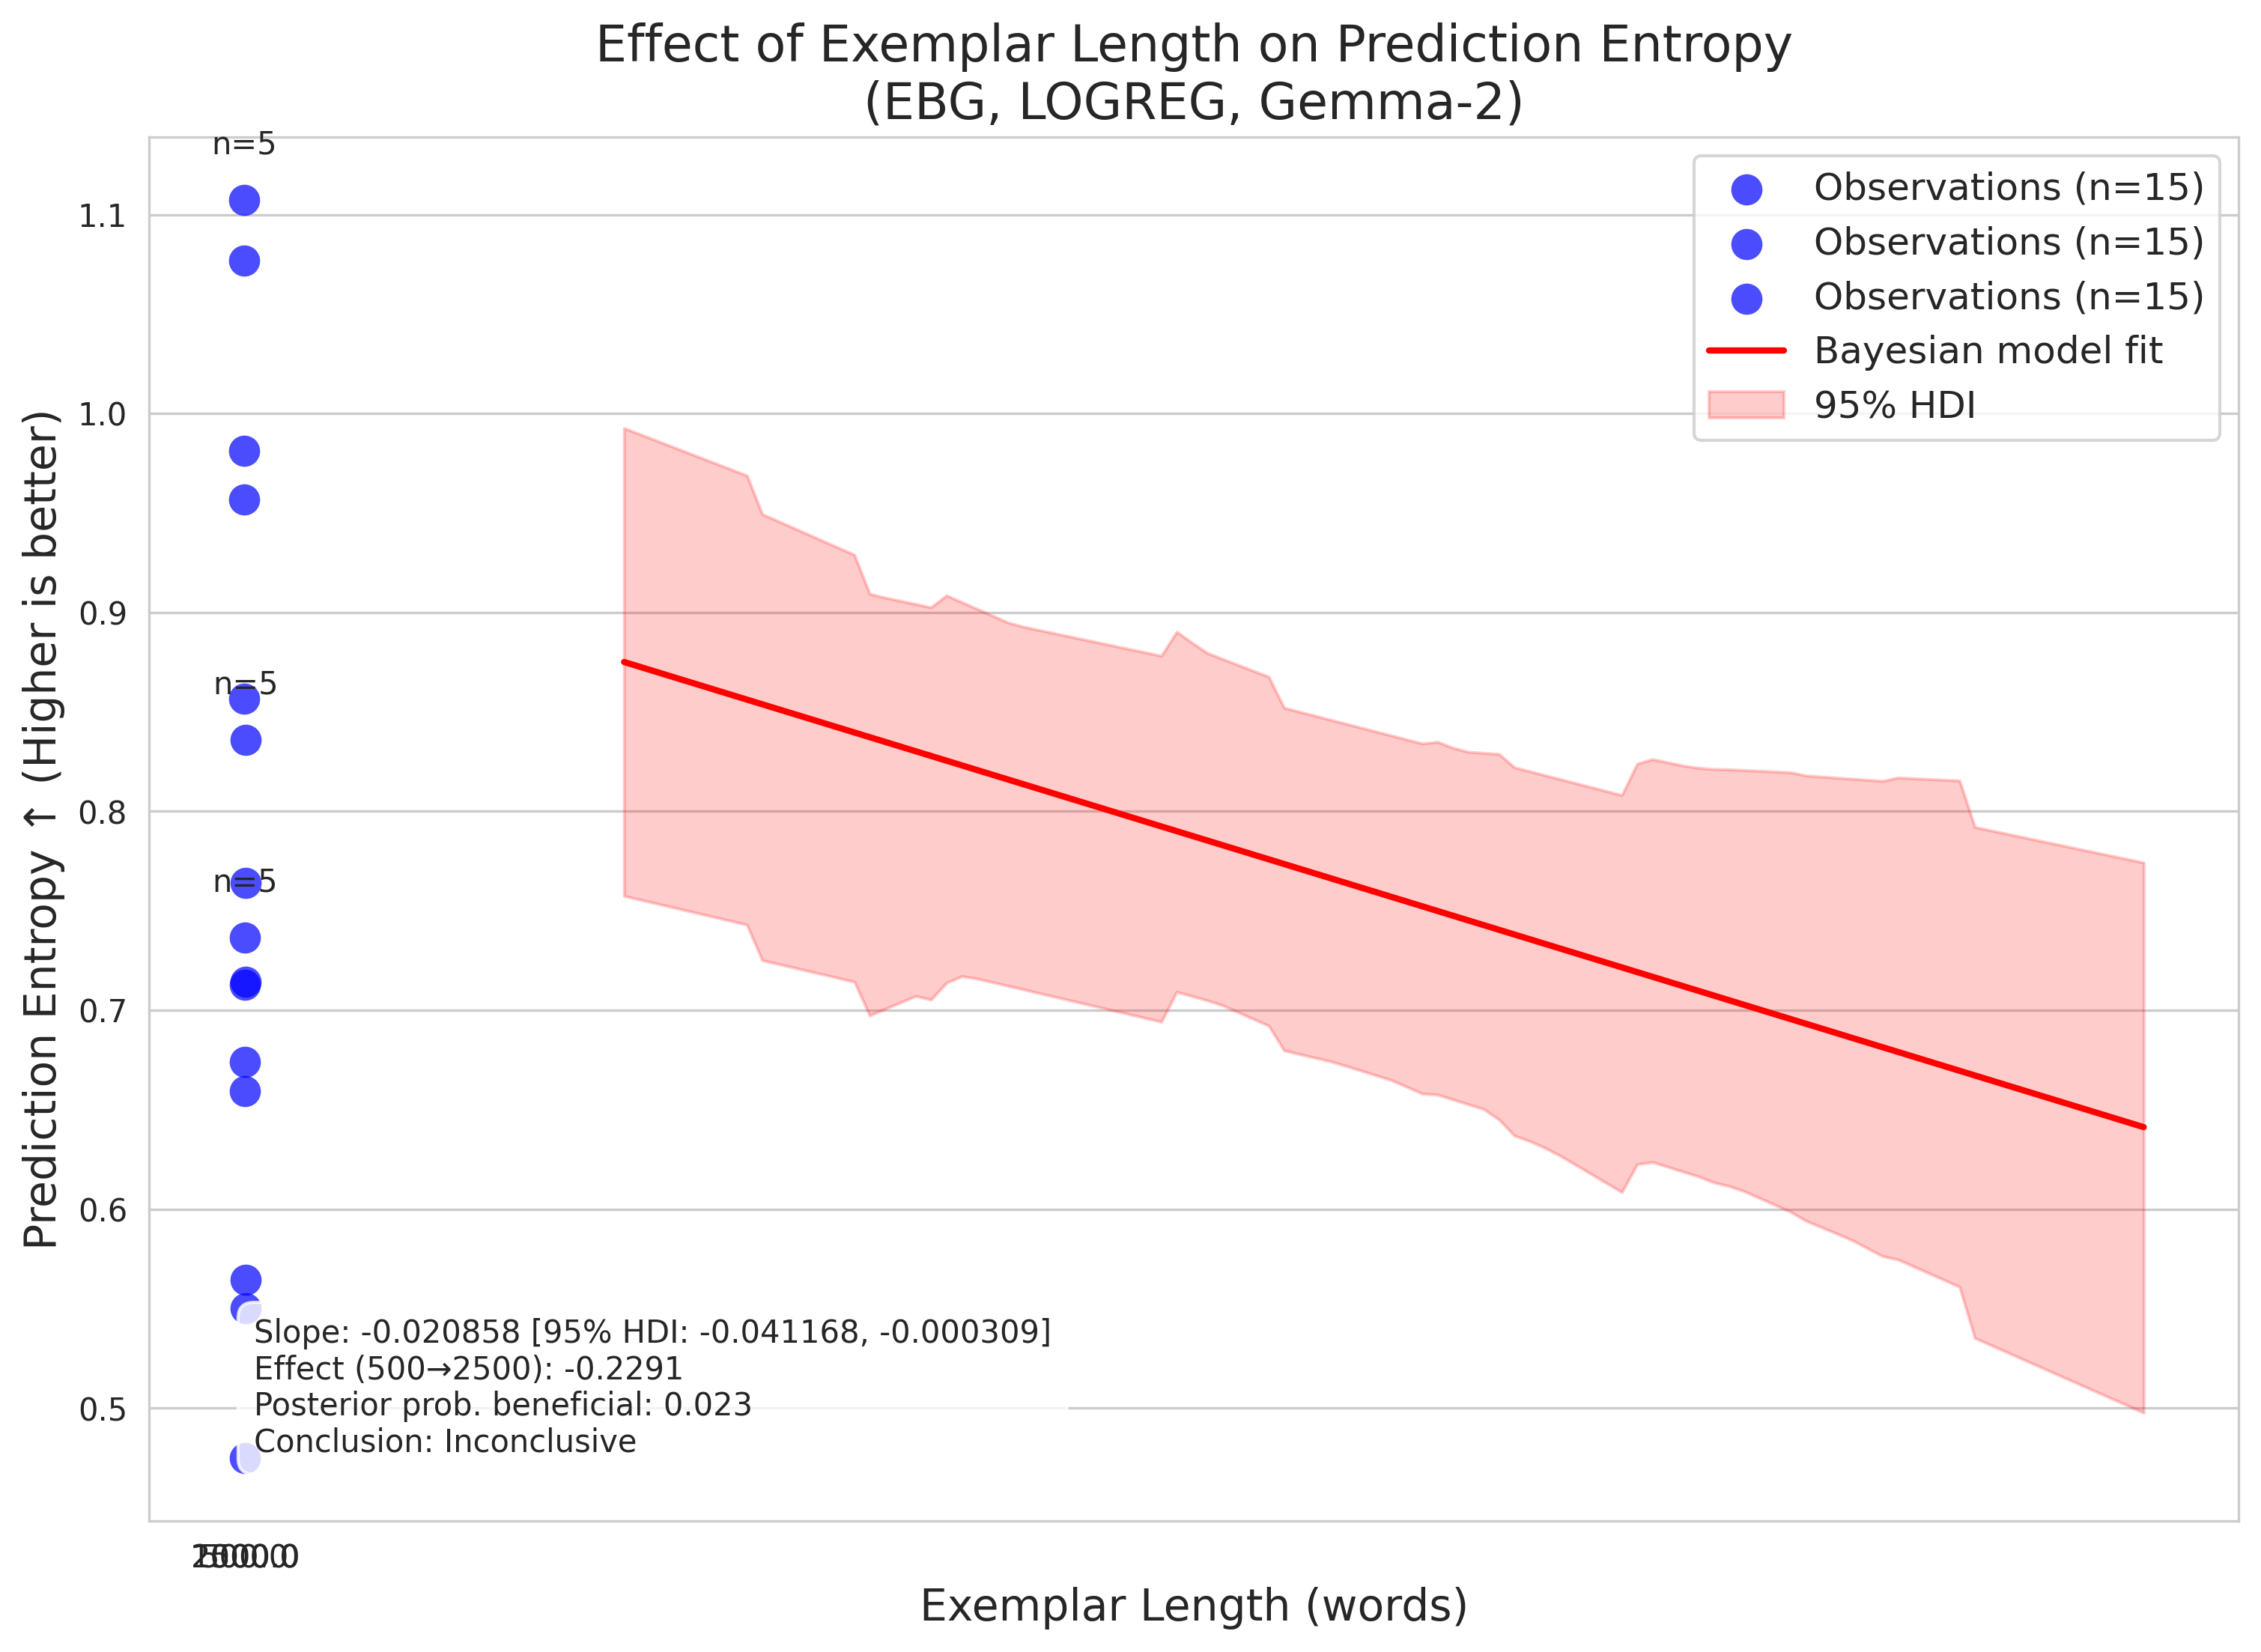 Effect of Exemplar Length on Prediction Entropy
(EBG, LOGREG, Gemma-2)
n=5
Observations (n=15)
Observations (n=15)
Observations (n=15)
Bayesian model fit
95% HDI
1.1
1.0
0.9
0.8
0.7
0.6
0.5
n=5
n=5
Prediction Entropy ↑ (Higher is better)
Slope: -0.020858 [95% HDI: -0.041168, -0.000309]
Effect (500→2500): -0.2291
Posterior prob. beneficial: 0.023
Conclusion: Inconclusive
Exemplar Length (words)